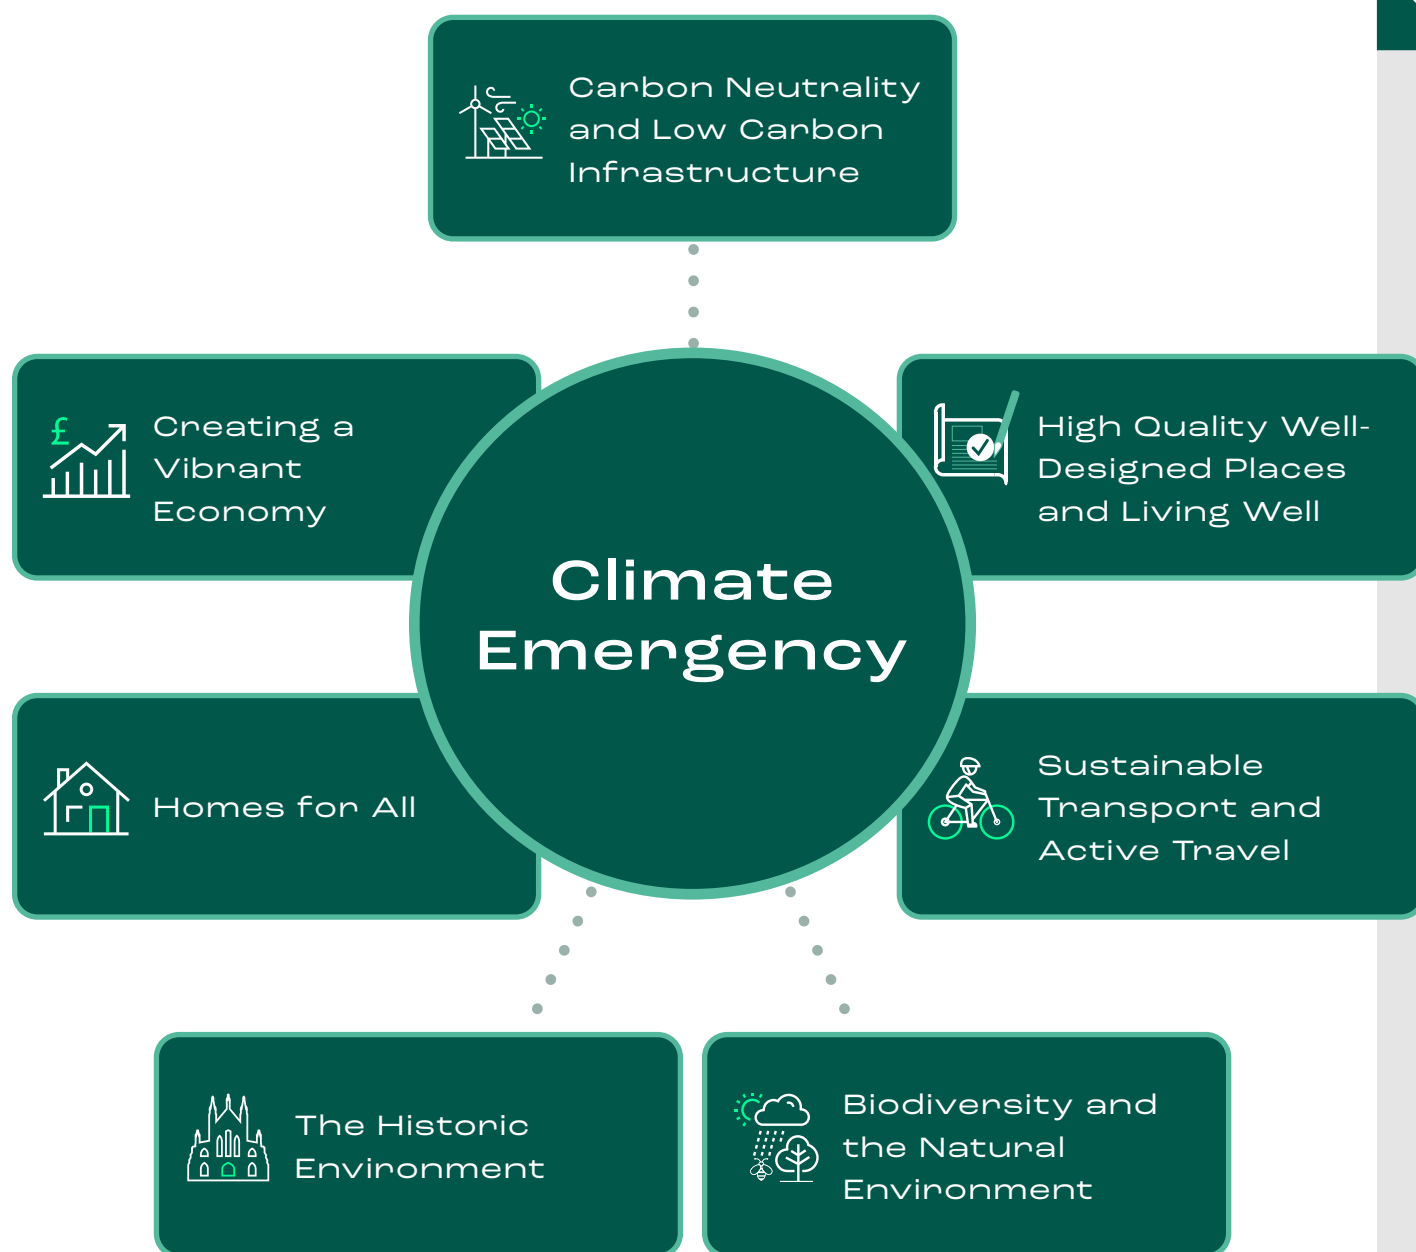 Carbon Neutrality
and Low Carbon
Infrastructure
£
Creating a
Vibrant
Economy
High Quality Well-
Designed Places
and Living Well
Climate
Emergency
Homes for All
Sustainable
Transport and
Active Travel
The Historic
Environment
Biodiversity and
the Natural
Environment